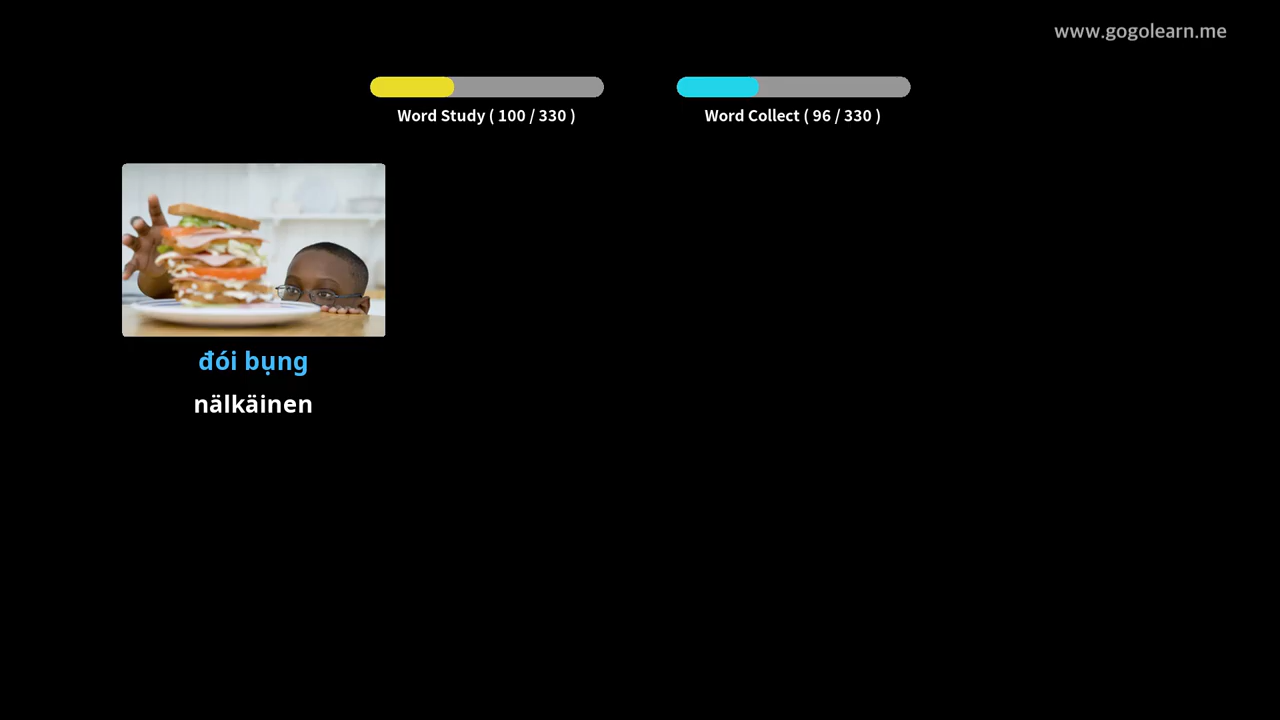 www.gogolearn.me
Word Study ( 100 / 330 )
Word Collect ( 96 / 330 )
đói bụng
nälkäinen